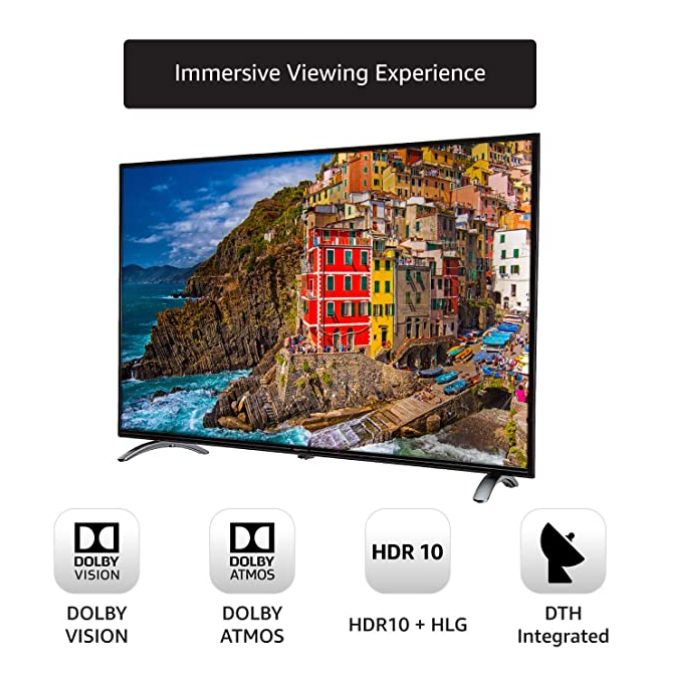 Immersive Viewing Experience
DOLBY
VISION
DOLBY
ATMOS
HDR 10
DOLBY
VISION
DOLBY
ATMOS
HDR10 + HLG
DTH
Integrated